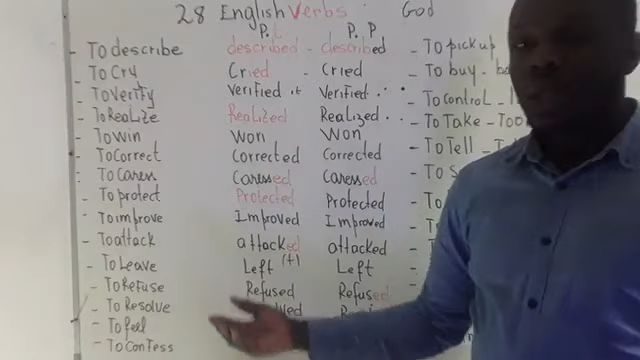 28 English Verbs God
P. P.P
- To describe described - described - To pick up
- To Cry Cried - Cried - To buy -
- To Verify Verified Verified - To Control -
- To Realize Realized Realized - To Take - Too
- To win won won - To Tell -
- To Correct Corrected Corrected
- To Caress Caressed Caressed
- To protect Protected Protected
- To improve Improved Improved
- To attack attacked attacked
- To Leave Left (t) Left
- To Refuse Refused Refused
- To Resolve
- To feel
- To Confess